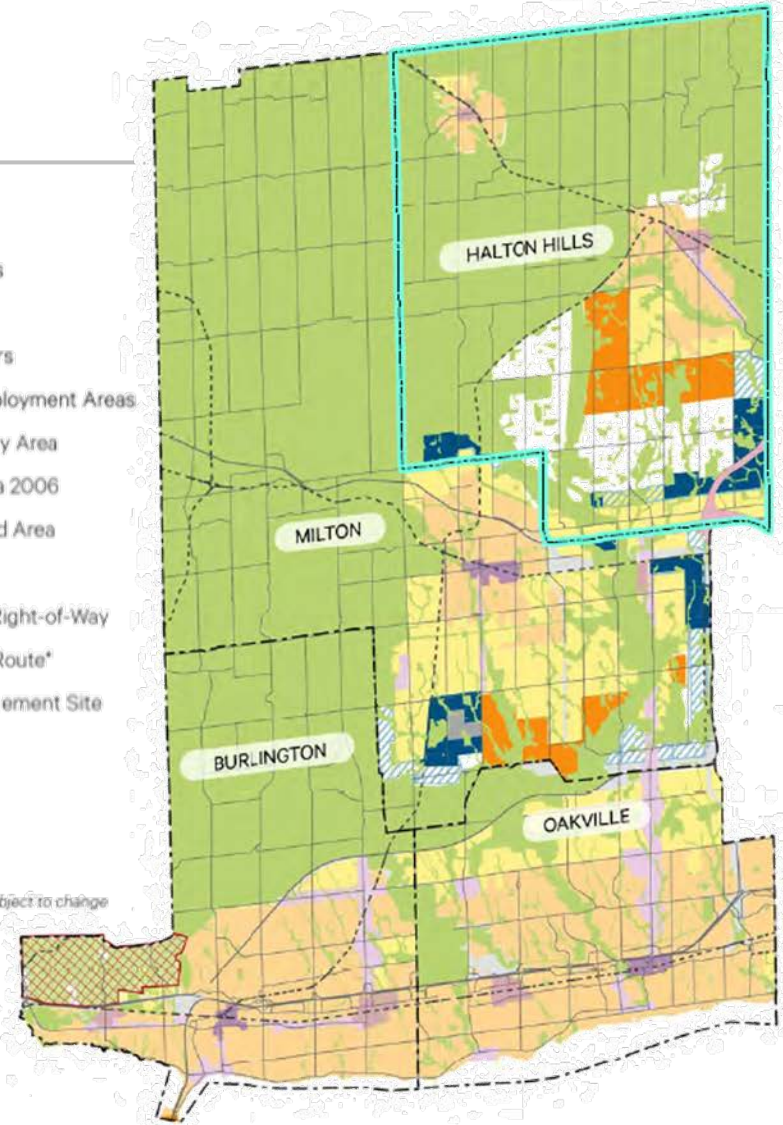 s
rs
ployment Areas
y Area
a 2006
d Area
Right-of-Way
Route*
ement Site
bject to change
HALTON HILLS
MILTON
BURLINGTON
OAKVILLE